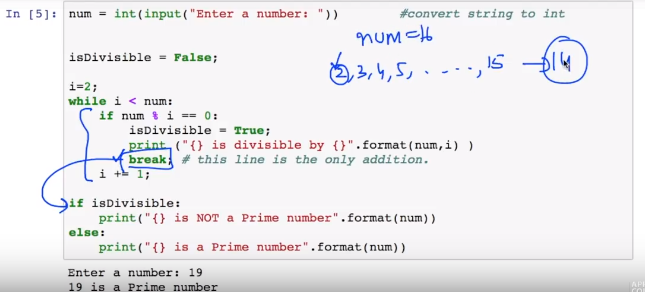 In [5]: num = int(input("Enter a number: ")) #convert string to int
num=16
isDivisible = False;
2,3,4,5, . - - - ., 15 → 14
i=2;
while i < num:
if num % i == 0:
isDivisible = True;
print ("{} is divisible by {}".format(num,i) )
break; # this line is the only addition.
i += 1;
if isDivisible:
print("{} is NOT a Prime number".format(num))
else:
print("{} is a Prime number".format(num))
Enter a number: 19
19 is a Prime number